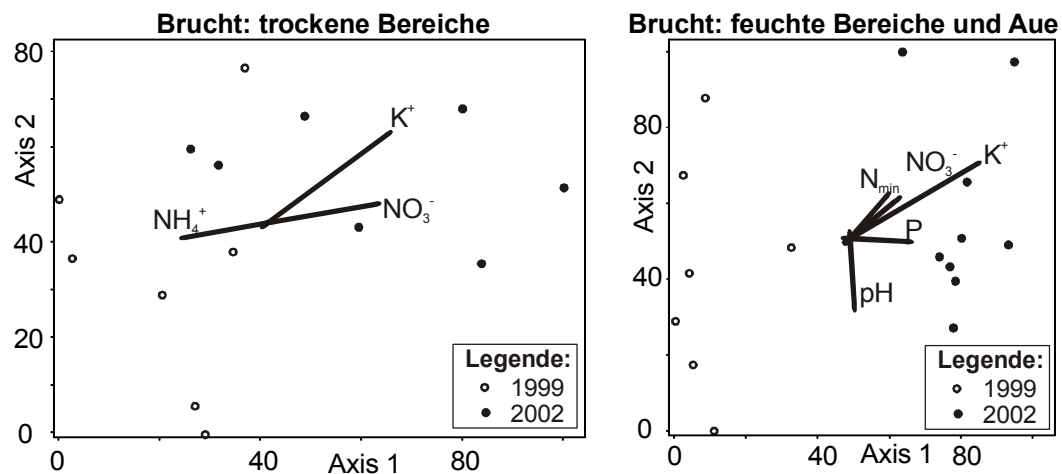 Brucht: trockene Bereiche
80
40
20
0
Axis 2
K+
NH4+
NO3-
Legende:
1999
2002
0
40
80
Axis 1
Brucht: feuchte Bereiche und Aue
80
40
0
Axis 2
Nmin
NO3-
K+
P
pH
Legende:
1999
2002
0
40
80
Axis 1